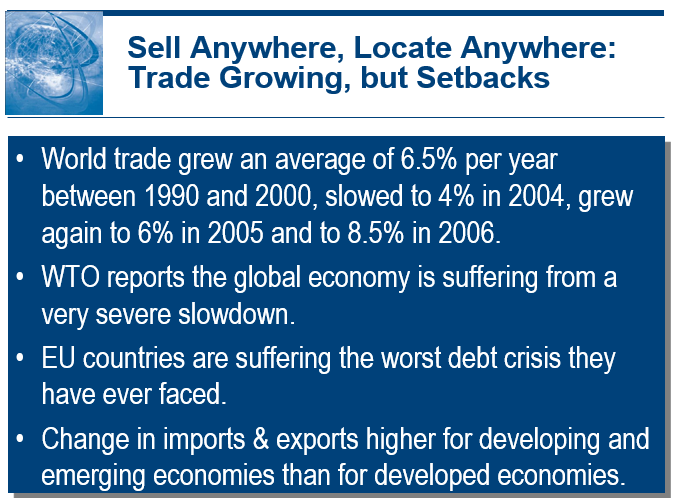 Sell Anywhere, Locate Anywhere:
Trade Growing, but Setbacks
• World trade grew an average of 6.5% per year
between 1990 and 2000, slowed to 4% in 2004, grew
again to 6% in 2005 and to 8.5% in 2006.
• WTO reports the global economy is suffering from a
very severe slowdown.
• EU countries are suffering the worst debt crisis they
have ever faced.
• Change in imports & exports higher for developing and
emerging economies than for developed economies.